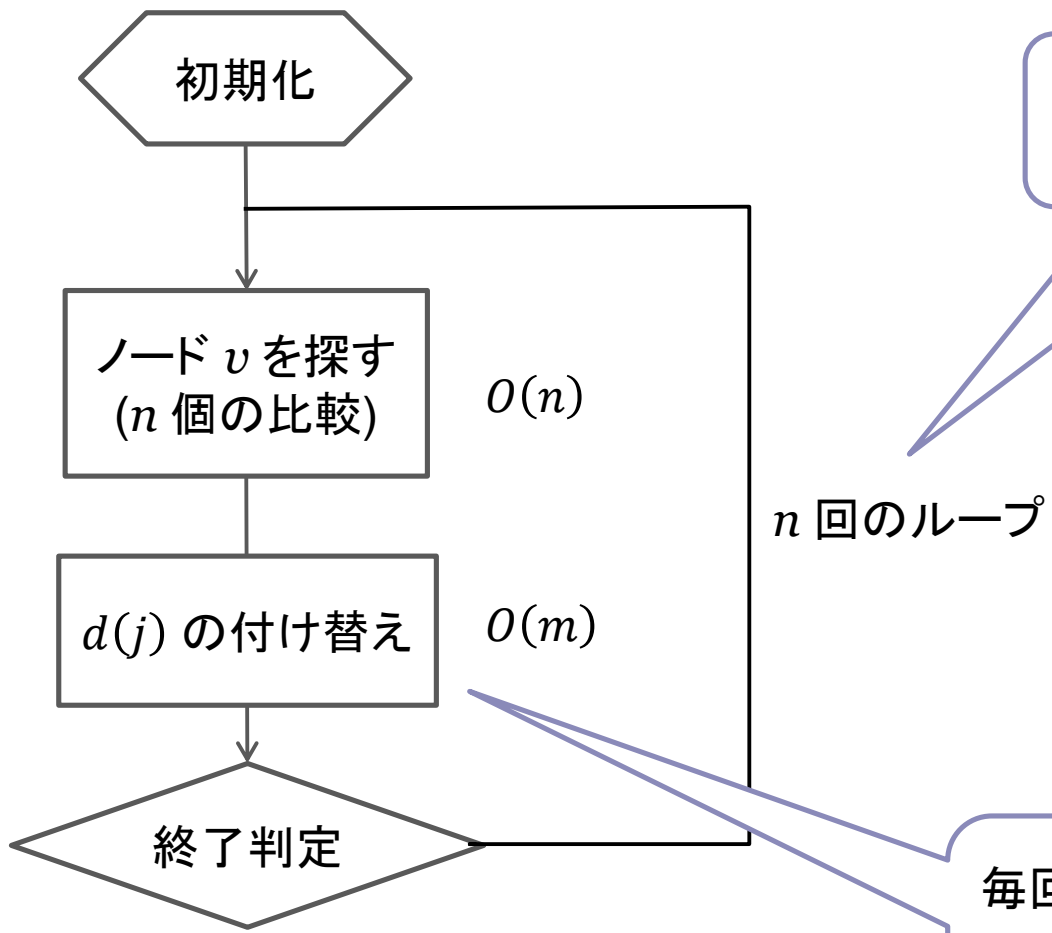 初期化
ノード v を探す
(n 個の比較)
O(n)
n 回のループ
d(j) の付け替え
O(m)
終了判定
毎回